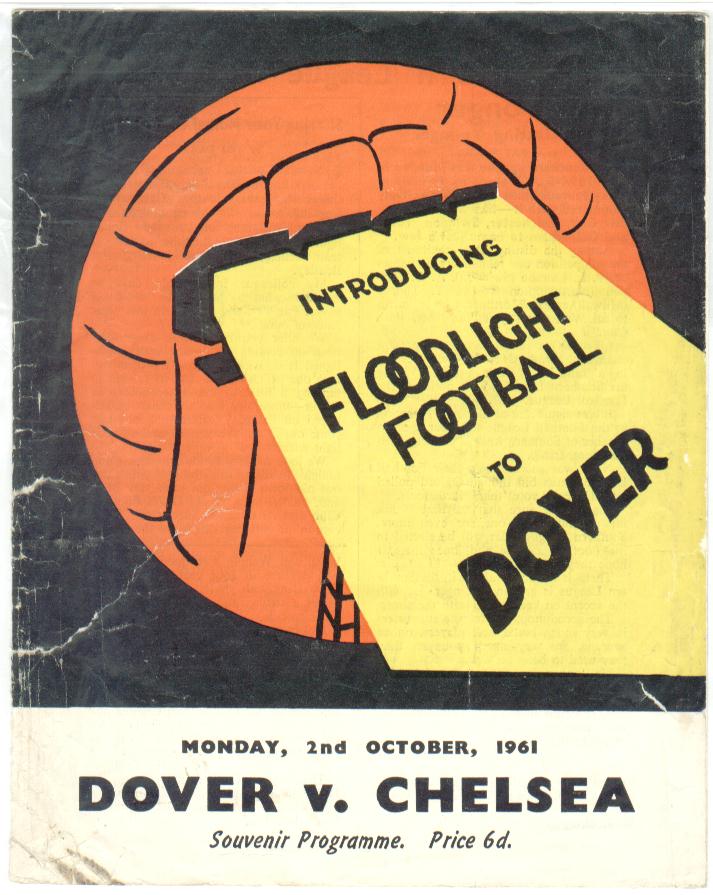 INTRODUCING
FLOODLIGHT
FOOTBALL
TO
DOVER
MONDAY, 2nd OCTOBER, 1961
DOVER v. CHELSEA
Souvenir Programme. Price 6d.